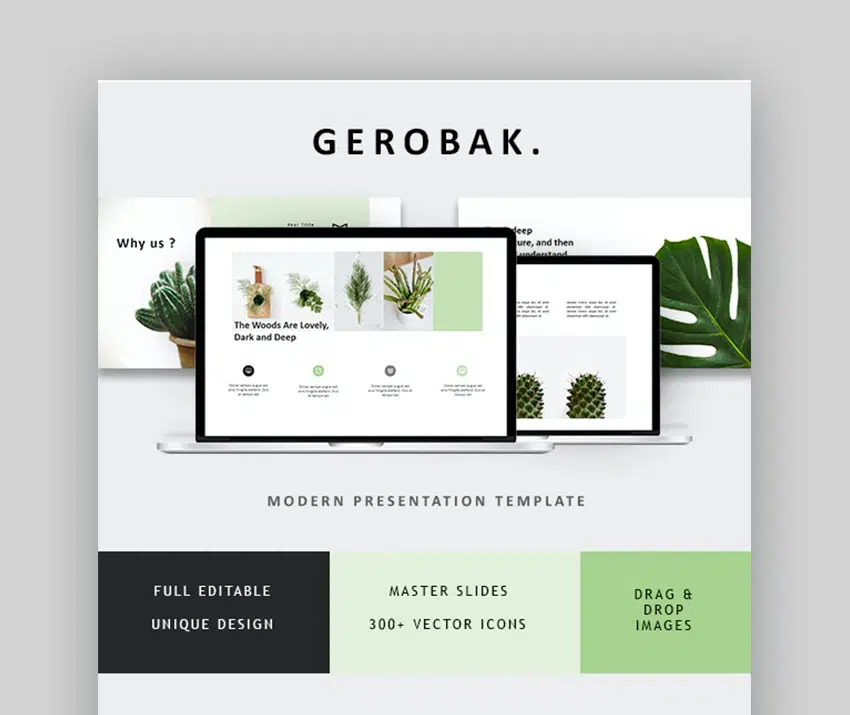 GEROBAK.
Why us ?
deep
ure, and then
understand
The Woods Are Lovely,
Dark and Deep
MODERN PRESENTATION TEMPLATE
FULL EDITABLE
UNIQUE DESIGN
MASTER SLIDES
300+ VECTOR ICONS
DRAG &
DROP
IMAGES